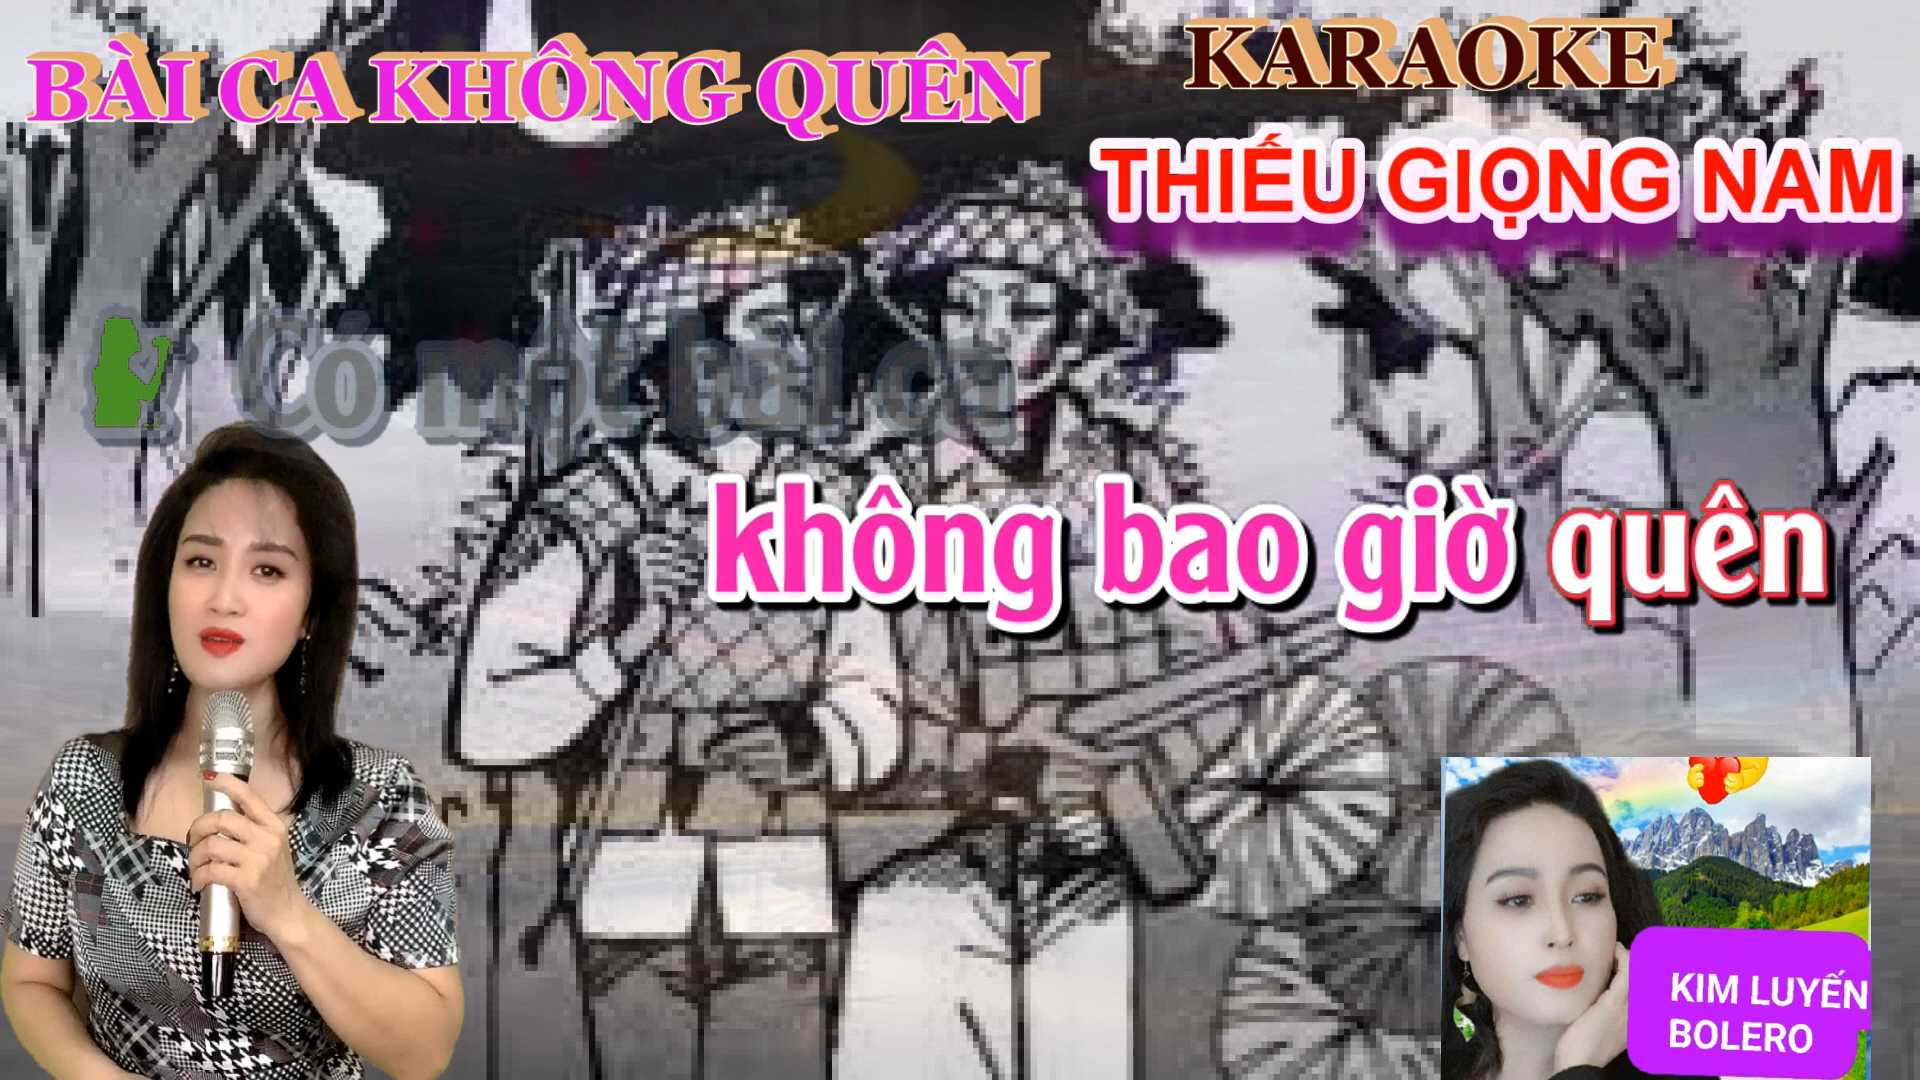 BÀI CA KHÔNG QUÊN
KARAOKE
THIẾU GIỌNG NAM
Có một bài ca
không bao giờ quên
KIM LUYẾN
BOLERO